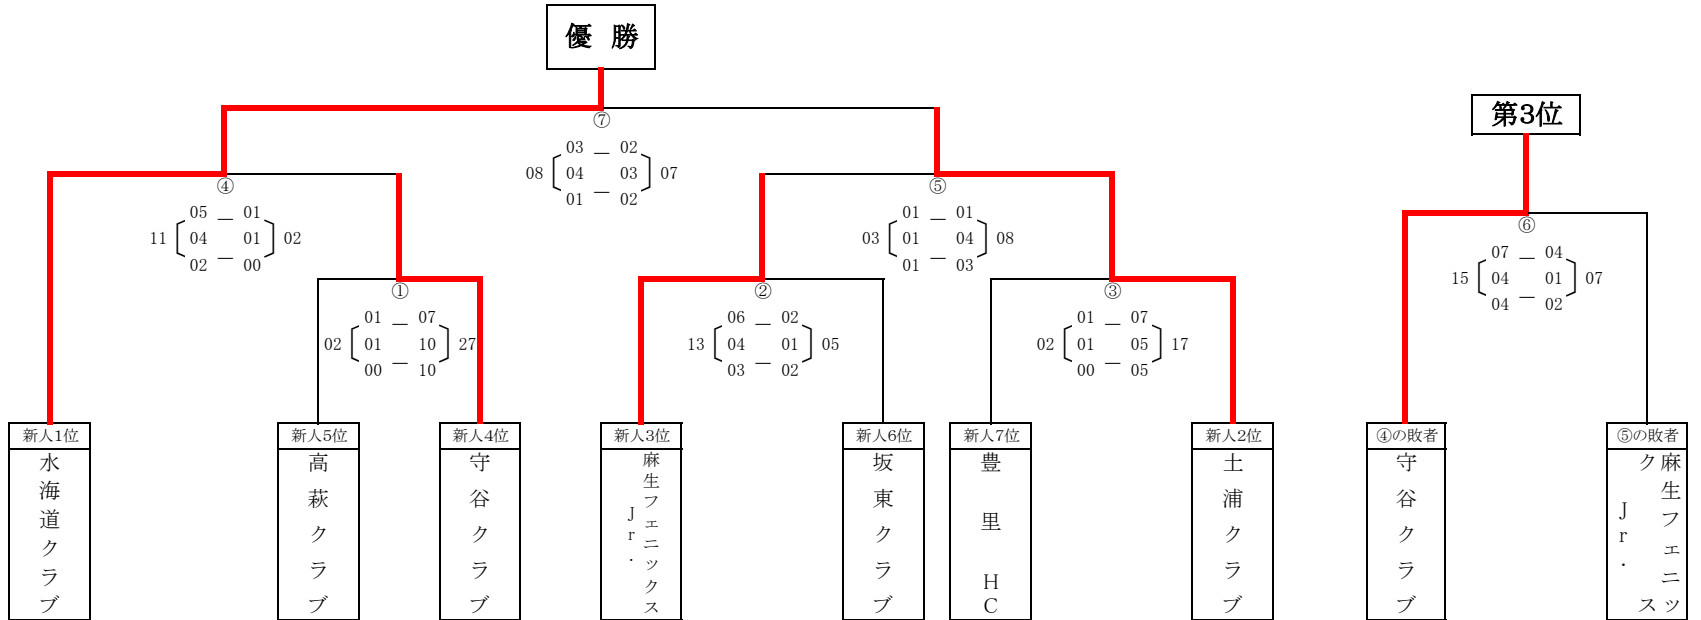 優 勝
第3位
⑦
03 － 02
08 04 03 07
01 － 02
④
05 － 01
11 04 01 02
02 － 00
⑤
01 － 01
03 01 04 08
01 － 03
⑥
07 － 04
15 04 01 07
04 － 02
①
01 － 07
02 01 10 27
00 － 10
②
06 － 02
13 04 01 05
03 － 02
③
01 － 07
02 01 05 17
00 － 05
新人1位
水海道クラブ
新人5位
高萩クラブ
新人4位
守谷クラブ
新人3位
麻生フェニックス
Jr.
新人6位
坂東クラブ
新人7位
豊里HC
新人2位
土浦クラブ
④の敗者
守谷クラブ
⑤の敗者
麻生フェニッ
クス
Jr.